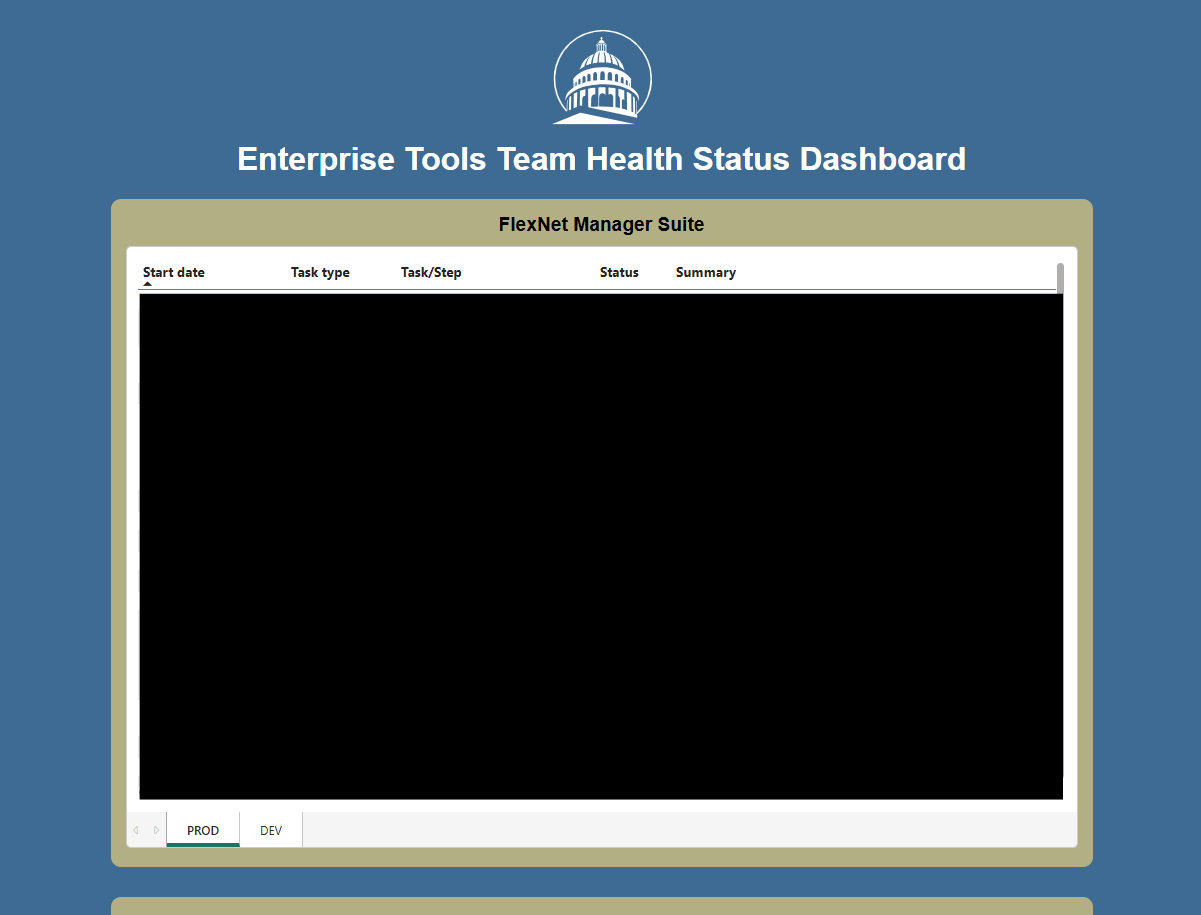 Enterprise Tools Team Health Status Dashboard
FlexNet Manager Suite
Start date Task type Task/Step Status Summary
PROD DEV